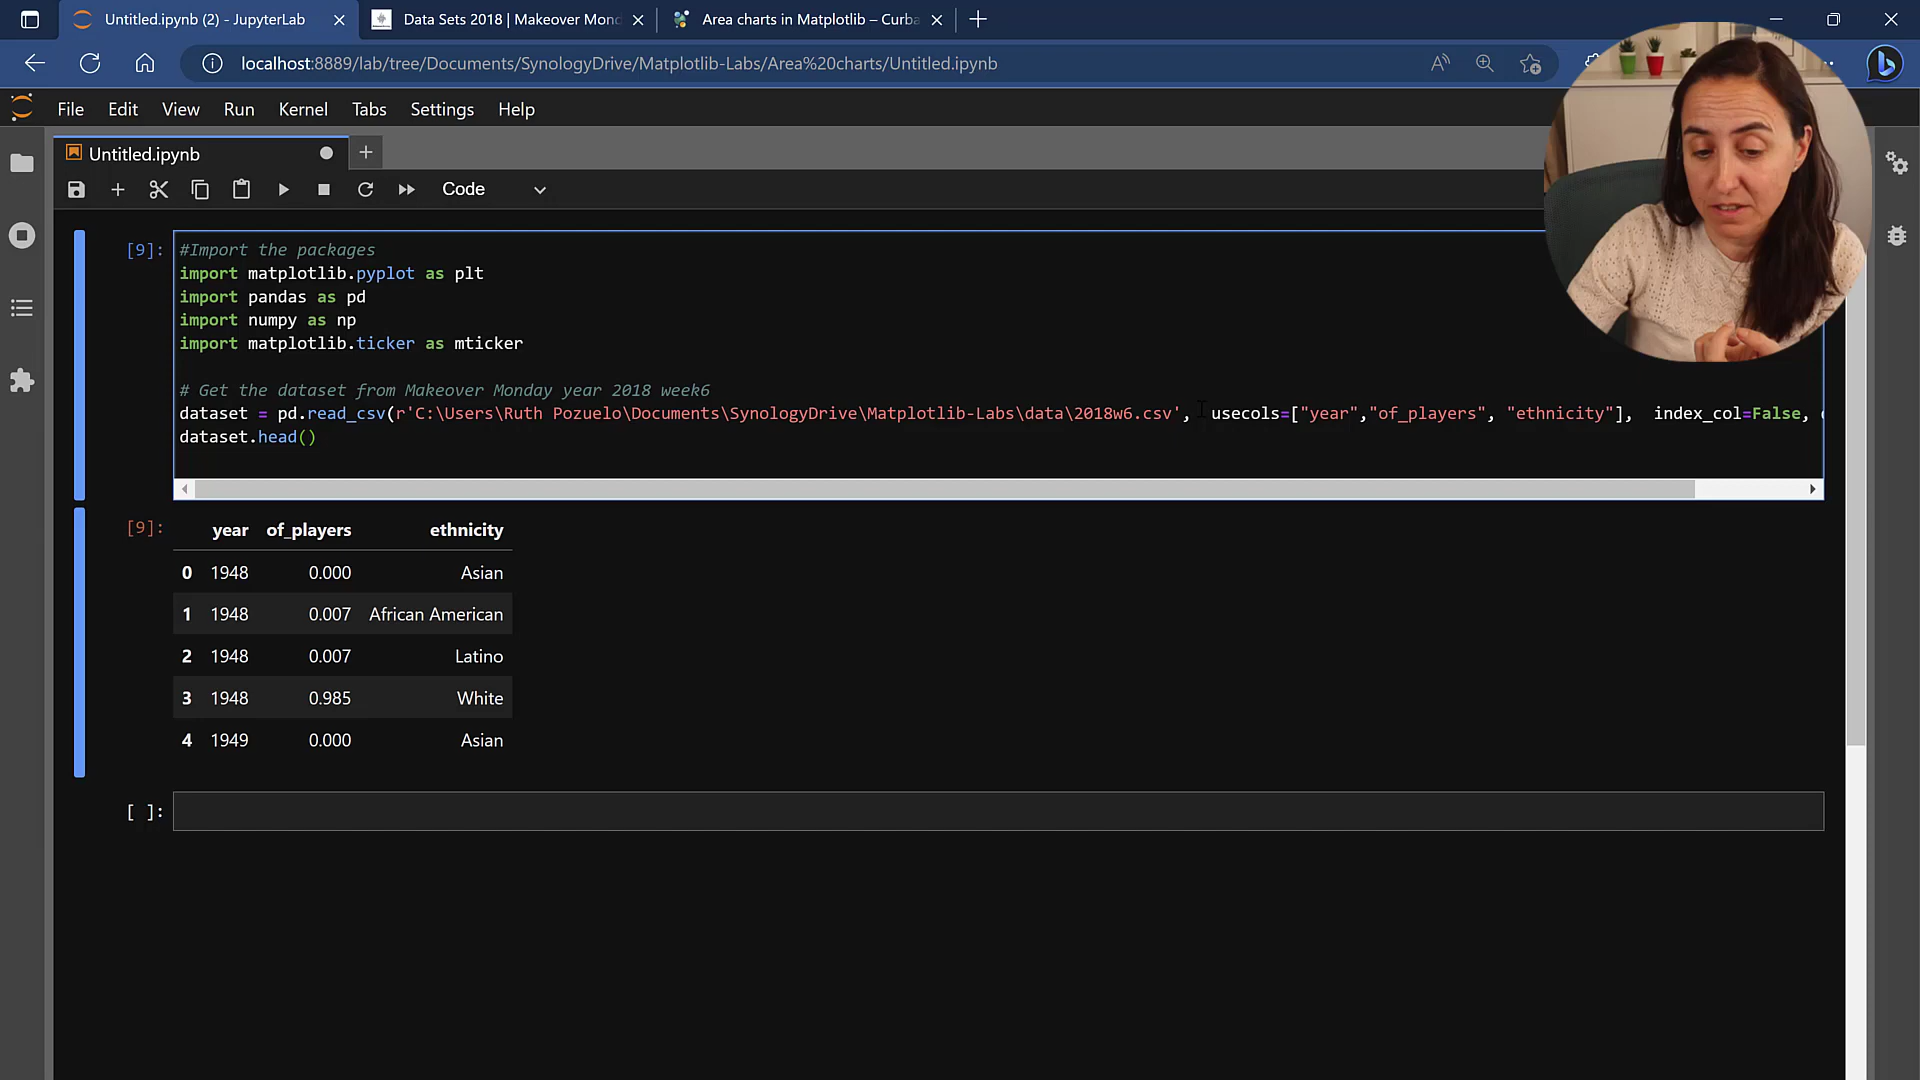 Untitled.ipynb (2) - JupyterLab
Data Sets 2018 | Makeover Mond
Area charts in Matplotlib – Curba
localhost:8889/lab/tree/Documents/SynologyDrive/Matplotlib-Labs/Area%20charts/Untitled.ipynb
File Edit View Run Kernel Tabs Settings Help
Untitled.ipynb
Code
[9]:
#Import the packages
import matplotlib.pyplot as plt
import pandas as pd
import numpy as np
import matplotlib.ticker as mticker
# Get the dataset from Makeover Monday year 2018 week6
dataset = pd.read_csv(r'C:\Users\Ruth Pozuelo\Documents\SynologyDrive\Matplotlib-Labs\data\2018w6.csv', usecols=["year","of_players", "ethnicity"], index_col=False,
dataset.head()
[9]:
year of_players ethnicity
0 1948 0.000 Asian
1 1948 0.007 African American
2 1948 0.007 Latino
3 1948 0.985 White
4 1949 0.000 Asian
[ ]: